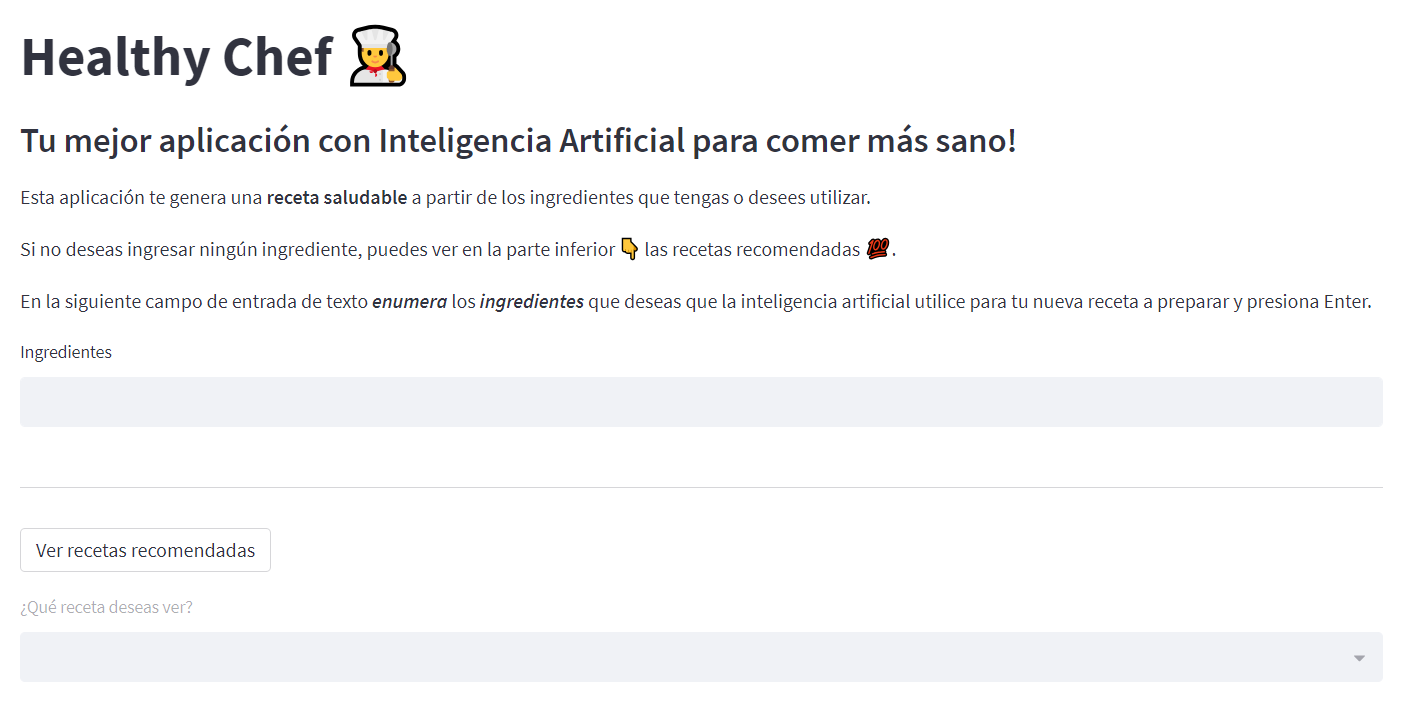 Healthy Chef 🧑‍🍳
Tu mejor aplicación con Inteligencia Artificial para comer más sano!
Esta aplicación te genera una receta saludable a partir de los ingredientes que tengas o desees utilizar.
Si no deseas ingresar ningún ingrediente, puedes ver en la parte inferior 👇 las recetas recomendadas 💯.
En la siguiente campo de entrada de texto enumera los ingredientes que deseas que la inteligencia artificial utilice para tu nueva receta a preparar y presiona Enter.
Ingredientes
Ver recetas recomendadas
¿Qué receta deseas ver?